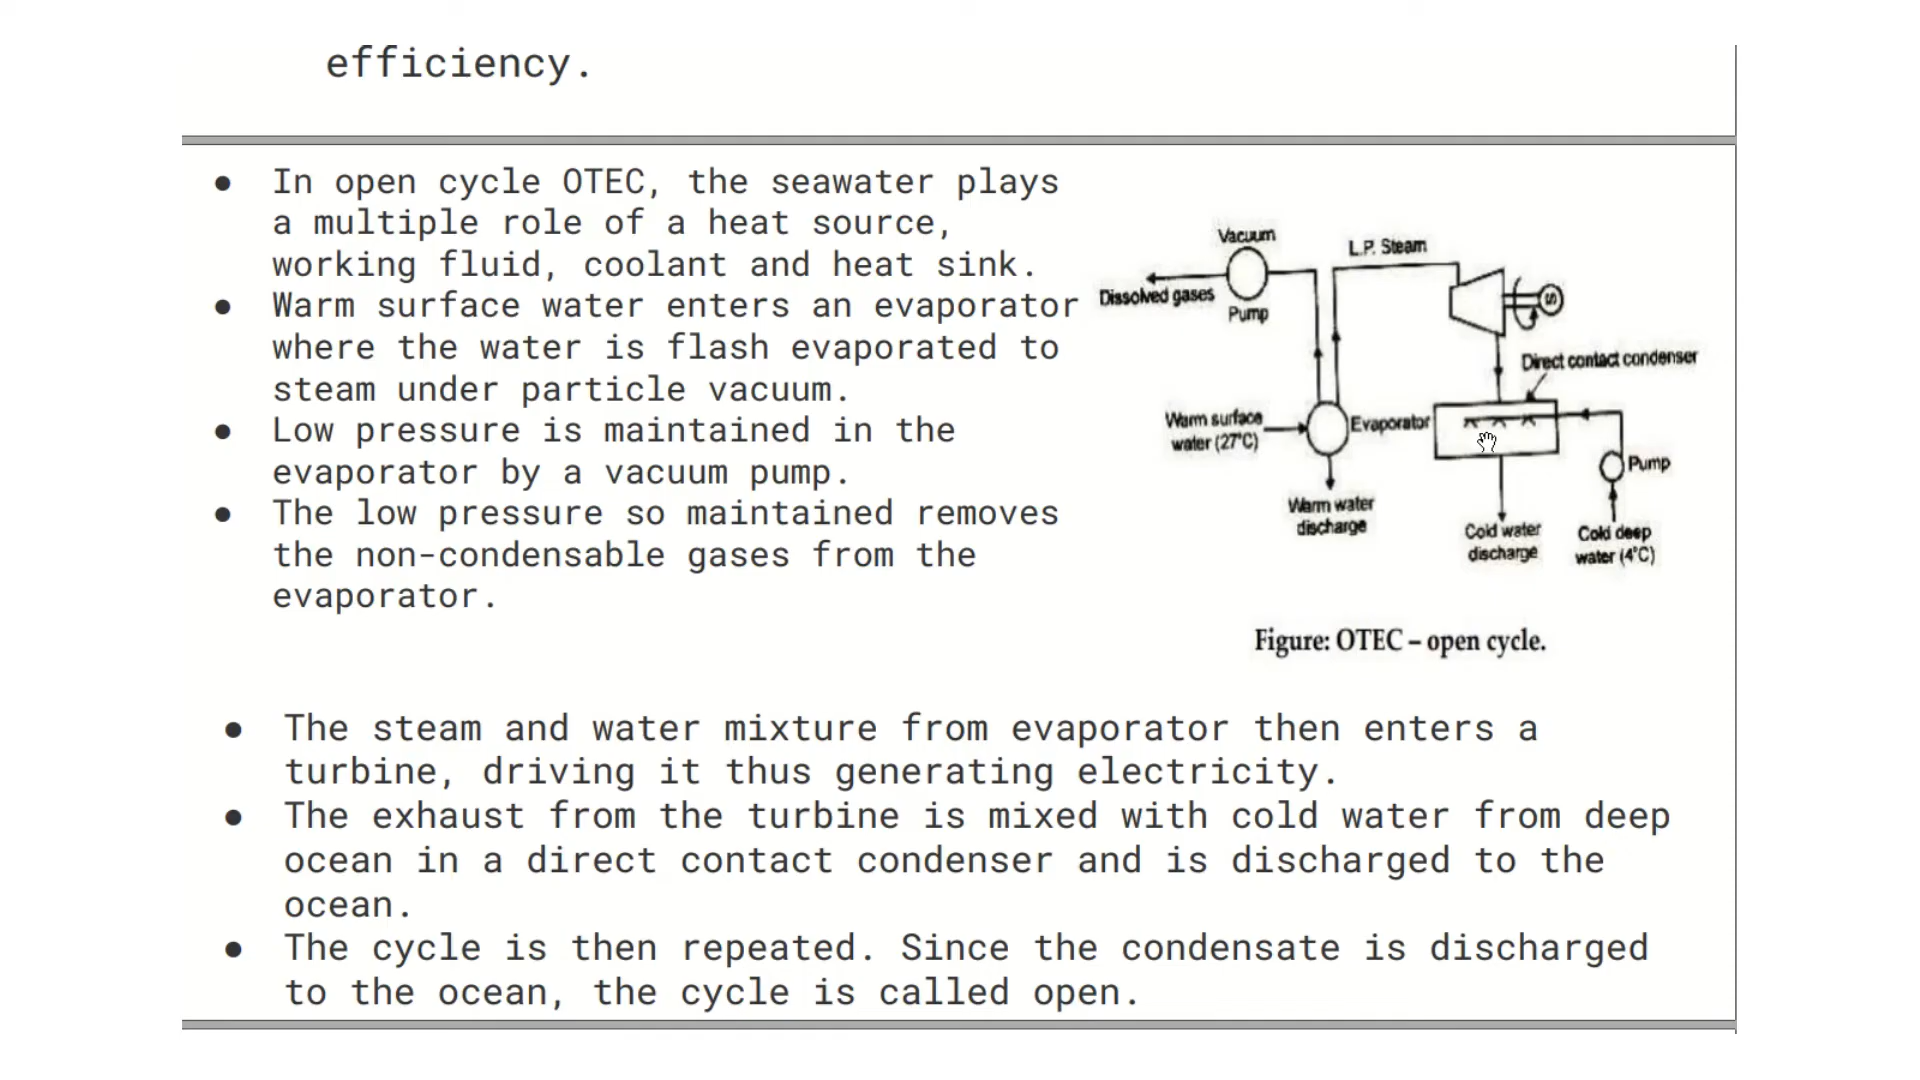 efficiency.
● In open cycle OTEC, the seawater plays
a multiple role of a heat source,
working fluid, coolant and heat sink.
● Warm surface water enters an evaporator
where the water is flash evaporated to
steam under particle vacuum.
● Low pressure is maintained in the
evaporator by a vacuum pump.
● The low pressure so maintained removes
the non-condensable gases from the
evaporator.
Vacuum
Pump
Dissolved gases
L.P. Steam
S
Direct contact condenser
Warm surface
water (27°C)
Evaporator
Pump
Warm water
discharge
Cold water
discharge
Cold deep
water (4°C)
Figure: OTEC – open cycle.
● The steam and water mixture from evaporator then enters a
turbine, driving it thus generating electricity.
● The exhaust from the turbine is mixed with cold water from deep
ocean in a direct contact condenser and is discharged to the
ocean.
● The cycle is then repeated. Since the condensate is discharged
to the ocean, the cycle is called open.